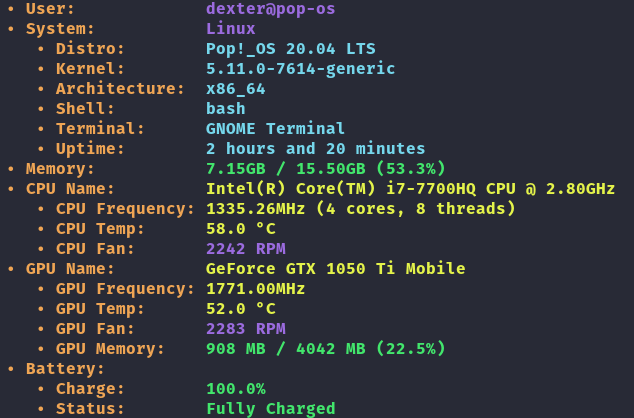 • User: dexter@pop-os
• System: Linux
• Distro: Pop!_OS 20.04 LTS
• Kernel: 5.11.0-7614-generic
• Architecture: x86_64
• Shell: bash
• Terminal: GNOME Terminal
• Uptime: 2 hours and 20 minutes
• Memory: 7.15GB / 15.50GB (53.3%)
• CPU Name: Intel(R) Core(TM) i7-7700HQ CPU @ 2.80GHz
• CPU Frequency: 1335.26MHz (4 cores, 8 threads)
• CPU Temp: 58.0 °C
• CPU Fan: 2242 RPM
• GPU Name: GeForce GTX 1050 Ti Mobile
• GPU Frequency: 1771.00MHz
• GPU Temp: 52.0 °C
• GPU Fan: 2283 RPM
• GPU Memory: 908 MB / 4042 MB (22.5%)
• Battery:
• Charge: 100.0%
• Status: Fully Charged